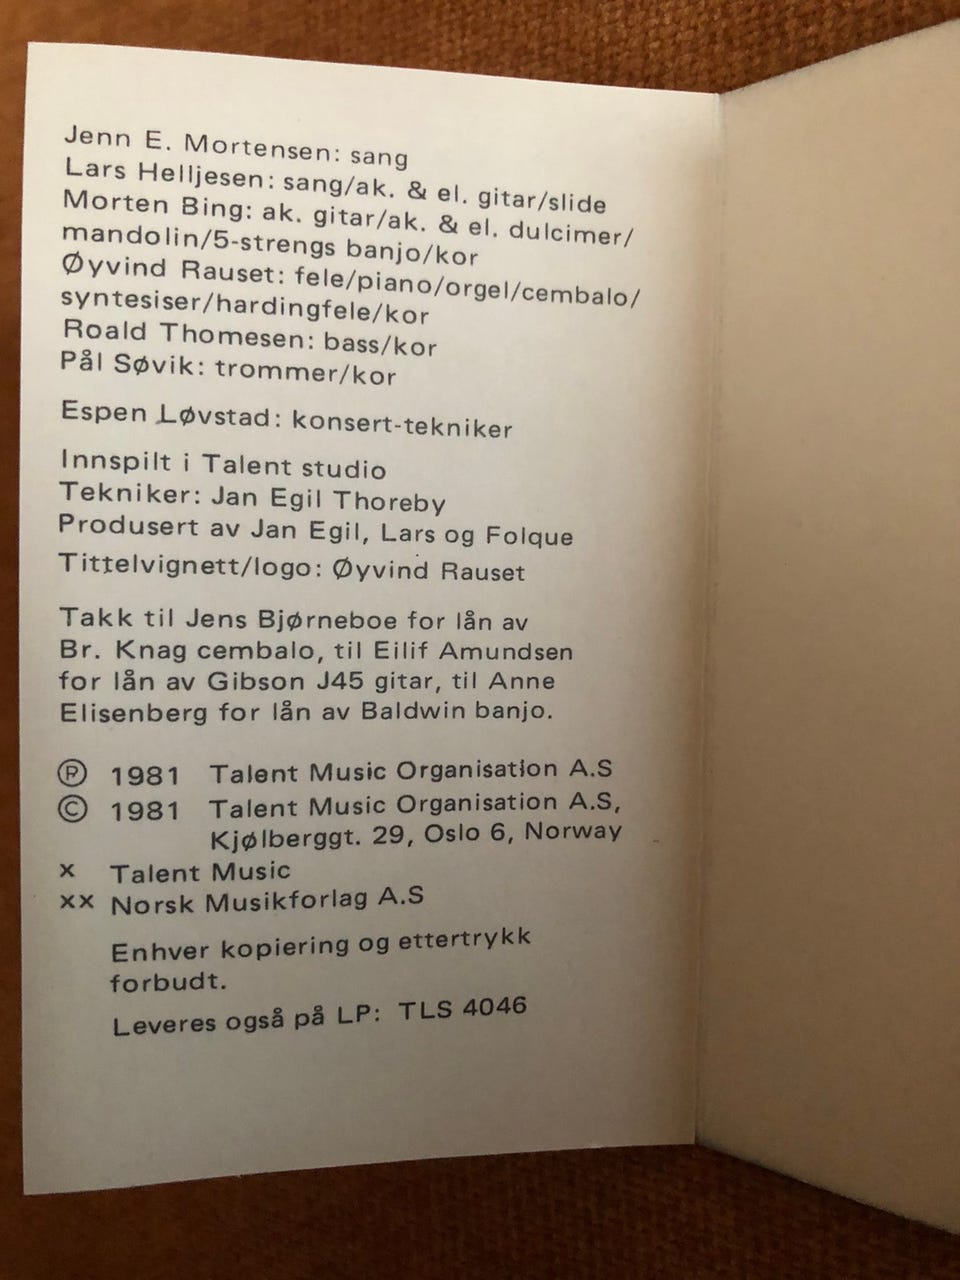 Jenn E. Mortensen: sang
Lars Helljesen: sang/ak. & el. gitar/slide
Morten Bing: ak. gitar/ak. & el. dulcimer/
mandolin/5-strengs banjo/kor
Øyvind Rauset: fele/piano/orgel/cembalo/
syntesiser/hardingfele/kor
Roald Thomesen: bass/kor
Pål Søvik: trommer/kor
Espen Løvstad: konsert-tekniker
Innspilt i Talent studio
Tekniker: Jan Egil Thoreby
Produsert av Jan Egil, Lars og Folque
Tittelvignett/logo: Øyvind Rauset
Takk til Jens Bjørneboe for lån av
Br. Knag cembalo, til Eilif Amundsen
for lån av Gibson J45 gitar, til Anne
Elisenberg for lån av Baldwin banjo.
Ⓟ 1981 Talent Music Organisation A.S
© 1981 Talent Music Organisation A.S,
Kjølberggt. 29, Oslo 6, Norway
x Talent Music
xx Norsk Musikforlag A.S
Enhver kopiering og ettertrykk
forbudt.
Leveres også på LP: TLS 4046